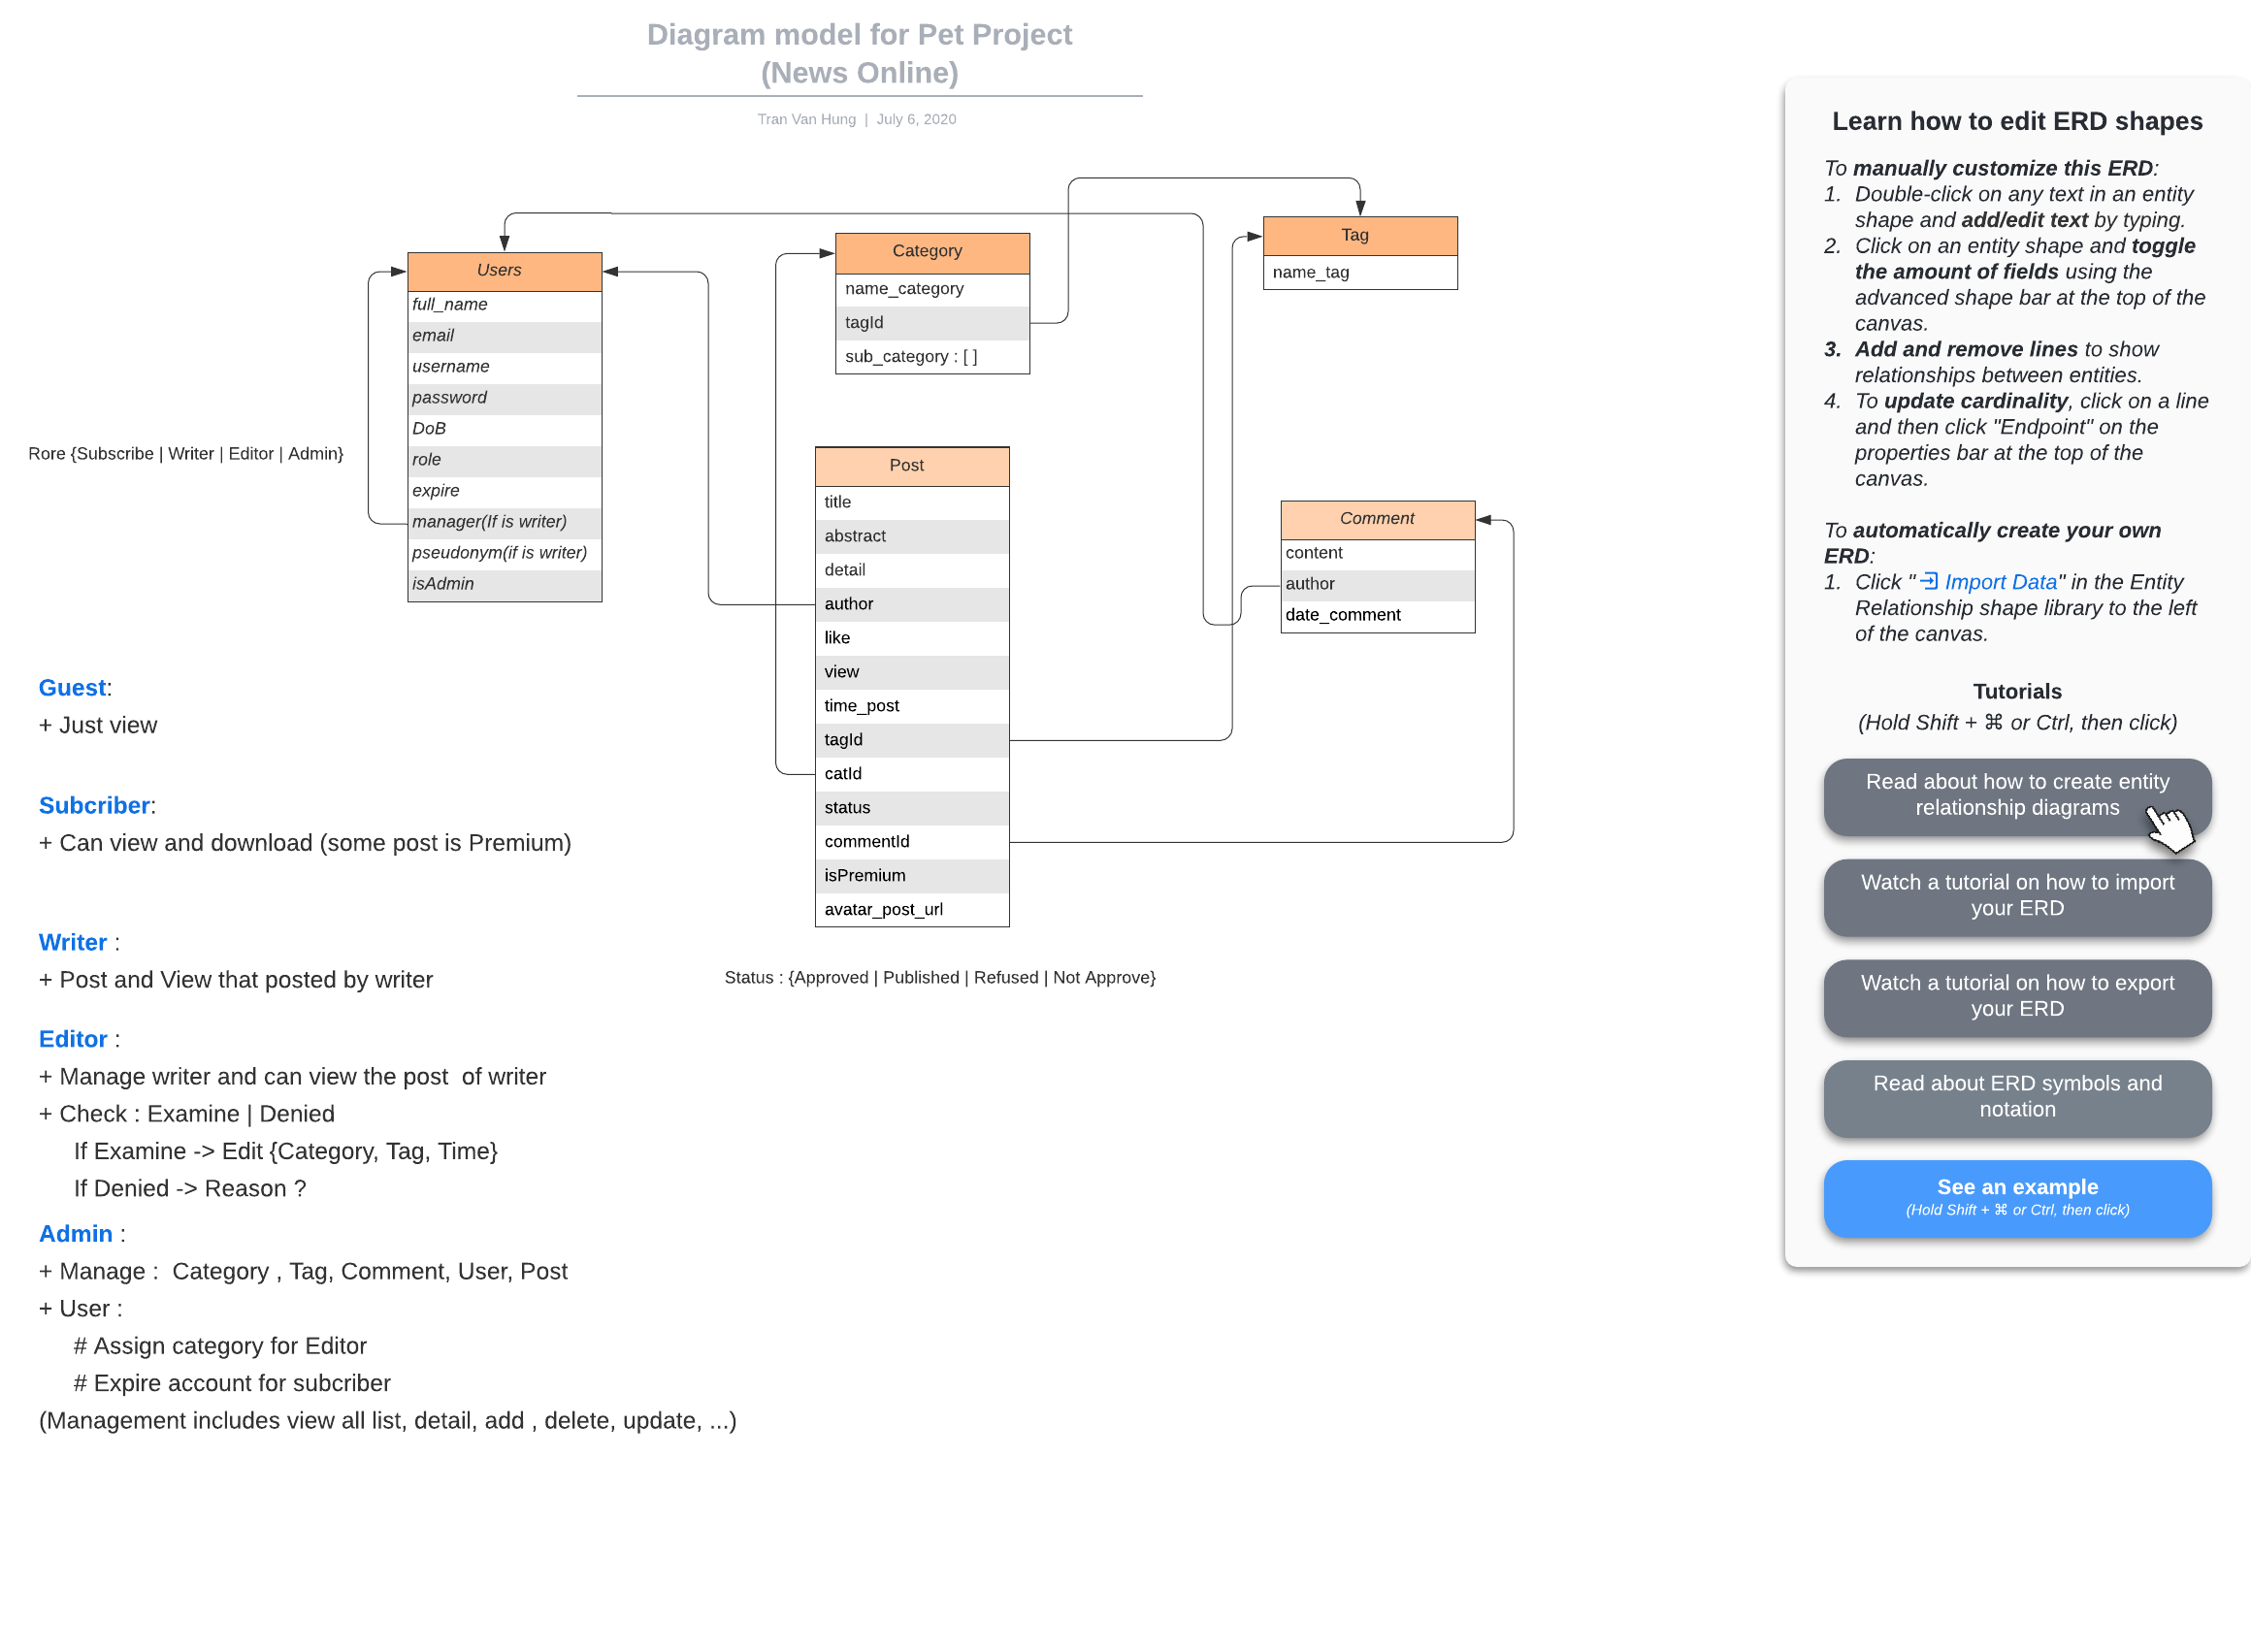 Diagram model for Pet Project
(News Online)
Tran Van Hung | July 6, 2020
Users
full_name
email
username
password
DoB
role
expire
manager(If is writer)
pseudonym(if is writer)
isAdmin
Rore {Subscribe | Writer | Editor | Admin}
Category
name_category
tagId
sub_category : [ ]
Tag
name_tag
Post
title
abstract
detail
author
like
view
time_post
tagId
catId
status
commentId
isPremium
avatar_post_url
Status : {Approved | Published | Refused | Not Approve}
Comment
content
author
date_comment
Guest:
+ Just view
Subcriber:
+ Can view and download (some post is Premium)
Writer :
+ Post and View that posted by writer
Editor :
+ Manage writer and can view the post  of writer
+ Check : Examine | Denied
If Examine -> Edit {Category, Tag, Time}
If Denied -> Reason ?
Admin :
+ Manage :  Category , Tag, Comment, User, Post
+ User :
# Assign category for Editor
# Expire account for subcriber
(Management includes view all list, detail, add , delete, update, ...)
Learn how to edit ERD shapes
To manually customize this ERD:
1. Double-click on any text in an entity
shape and add/edit text by typing.
2. Click on an entity shape and toggle
the amount of fields using the
advanced shape bar at the top of the
canvas.
3. Add and remove lines to show
relationships between entities.
4. To update cardinality, click on a line
and then click "Endpoint" on the
properties bar at the top of the
canvas.
To automatically create your own
ERD:
1. Click " Import Data" in the Entity
Relationship shape library to the left
of the canvas.
Tutorials
(Hold Shift + ⌘ or Ctrl, then click)
Read about how to create entity
relationship diagrams
Watch a tutorial on how to import
your ERD
Watch a tutorial on how to export
your ERD
Read about ERD symbols and
notation
See an example
(Hold Shift + ⌘ or Ctrl, then click)